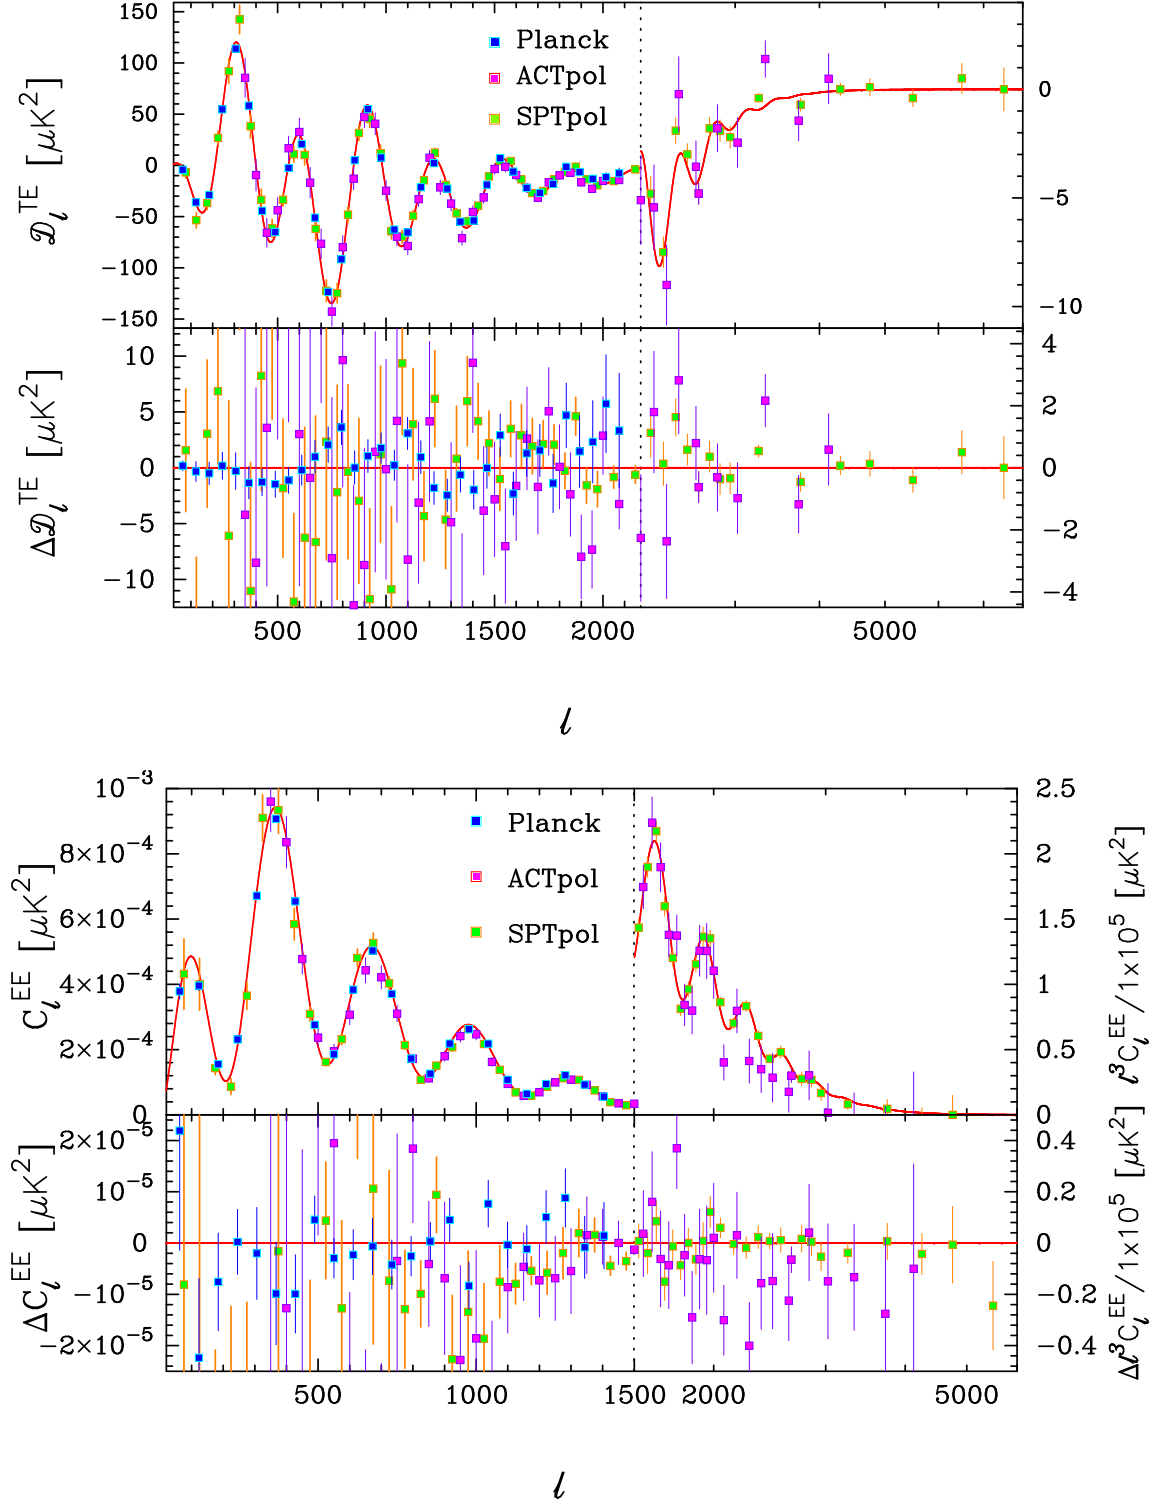 𝒟ₗᵀᴱ [μK²]
150
100
50
0
−50
−100
−150
Planck
ACTpol
SPTpol
0
−5
−10
Δ𝒟ₗᵀᴱ [μK²]
10
5
0
−5
−10
4
2
0
−2
−4
500 1000 1500 2000 5000
l
Cₗᴱᴱ [μK²]
10⁻³
8×10⁻⁴
6×10⁻⁴
4×10⁻⁴
2×10⁻⁴
0
Planck
ACTpol
SPTpol
2.5
2
1.5
1
0.5
0
l³Cₗᴱᴱ/1×10⁵ [μK²]
ΔCₗᴱᴱ [μK²]
2×10⁻⁵
10⁻⁵
0
−10⁻⁵
−2×10⁻⁵
0.4
0.2
0
−0.2
−0.4
Δl³Cₗᴱᴱ/1×10⁵ [μK²]
500 1000 1500 2000 5000
l